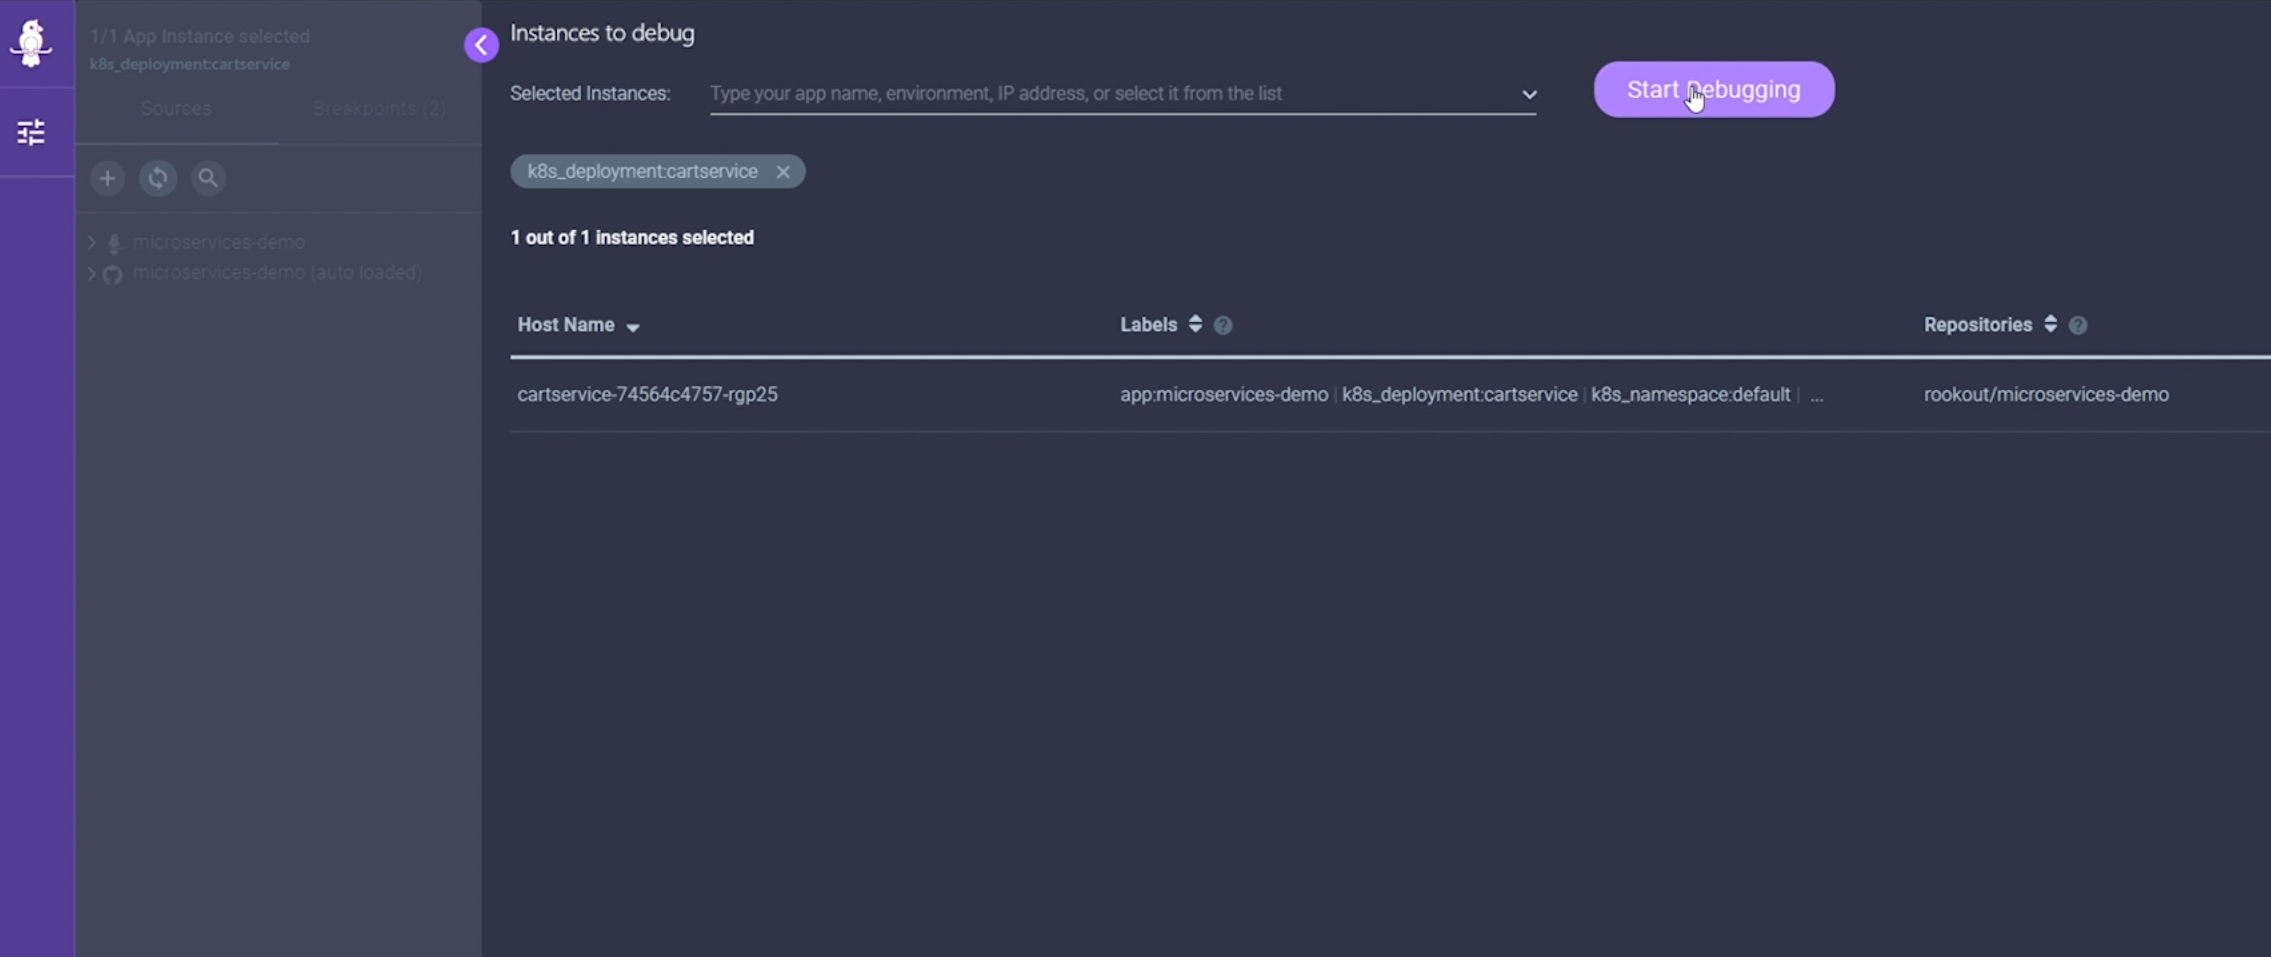 1/1 App Instance selected
k8s_deployment:cartservice
Sources
Breakpoints (2)
microservices-demo
microservices-demo (auto loaded)
Instances to debug
Selected Instances:
Type your app name, environment, IP address, or select it from the list
Start Debugging
k8s_deployment:cartservice
1 out of 1 instances selected
Host Name
Labels
Repositories
cartservice-74564c4757-rgp25
app:microservices-demo | k8s_deployment:cartservice | k8s_namespace:default | ...
rookout/microservices-demo